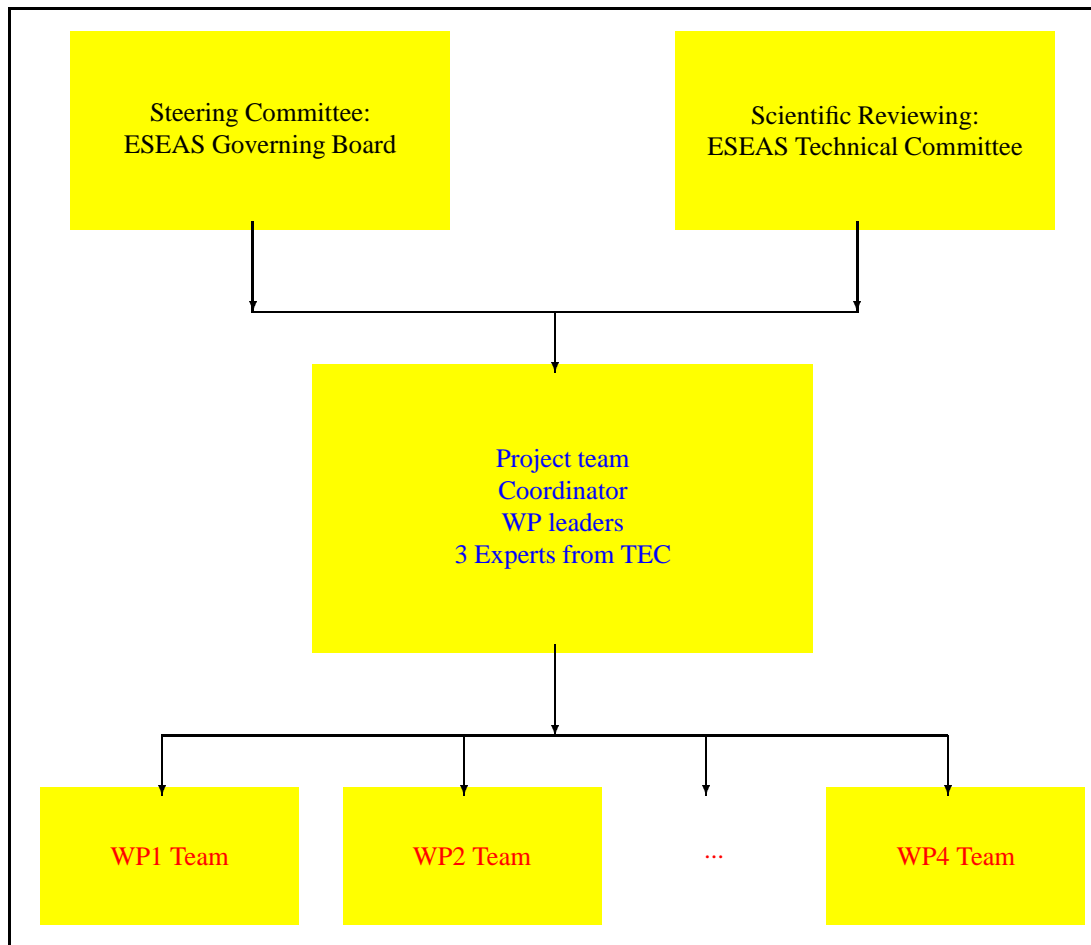 Steering Committee:
ESEAS Governing Board
Scientific Reviewing:
ESEAS Technical Committee
Project team
Coordinator
WP leaders
3 Experts from TEC
WP1 Team
WP2 Team
...
WP4 Team